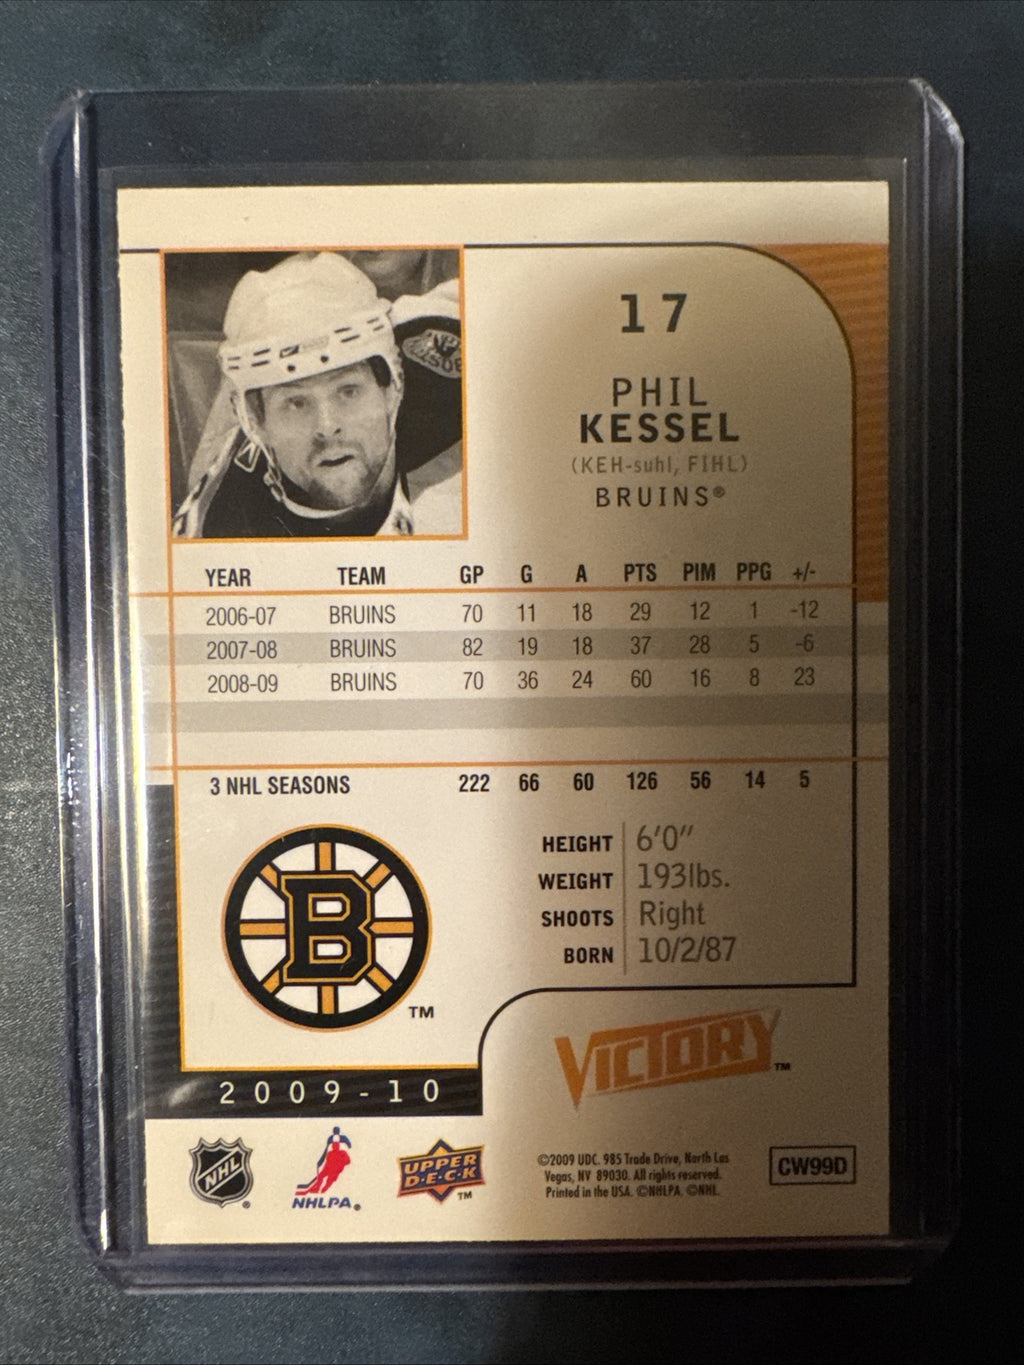 17
PHIL
KESSEL
(KEH-suhl, FIHL)
BRUINS®
YEAR TEAM GP G A PTS PIM PPG +/-
2006-07 BRUINS 70 11 18 29 12 1 -12
2007-08 BRUINS 82 19 18 37 28 5 -6
2008-09 BRUINS 70 36 24 60 16 8 23
3 NHL SEASONS 222 66 60 126 56 14 5
HEIGHT 6'0"
WEIGHT 193lbs.
SHOOTS Right
BORN 10/2/87
B
TM
VICTORY™
2009-10
NHL®
NHLPA®
UPPER
D·E·C·K
TM
©2009 UDC. 985 Trade Drive, North Las
Vegas, NV 89030. All rights reserved.
Printed in the USA. ©NHLPA. ©NHL.
CW99D